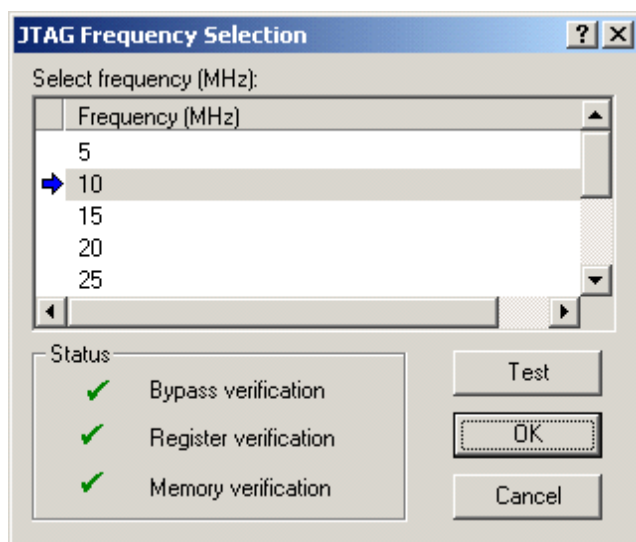 JTAG Frequency Selection
Select frequency (MHz):
Frequency (MHz)
5
10
15
20
25
Status
Bypass verification
Register verification
Memory verification
Test
OK
Cancel